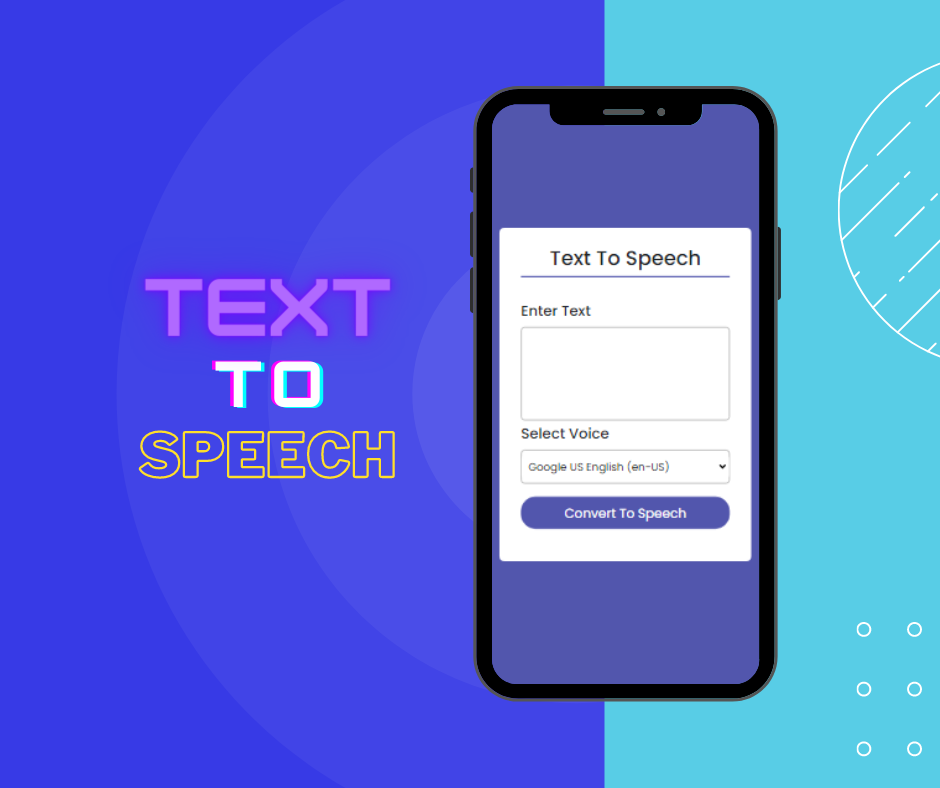 TEXT
TO
SPEECH
Text To Speech
Enter Text
Select Voice
Google US English (en-US)
Convert To Speech